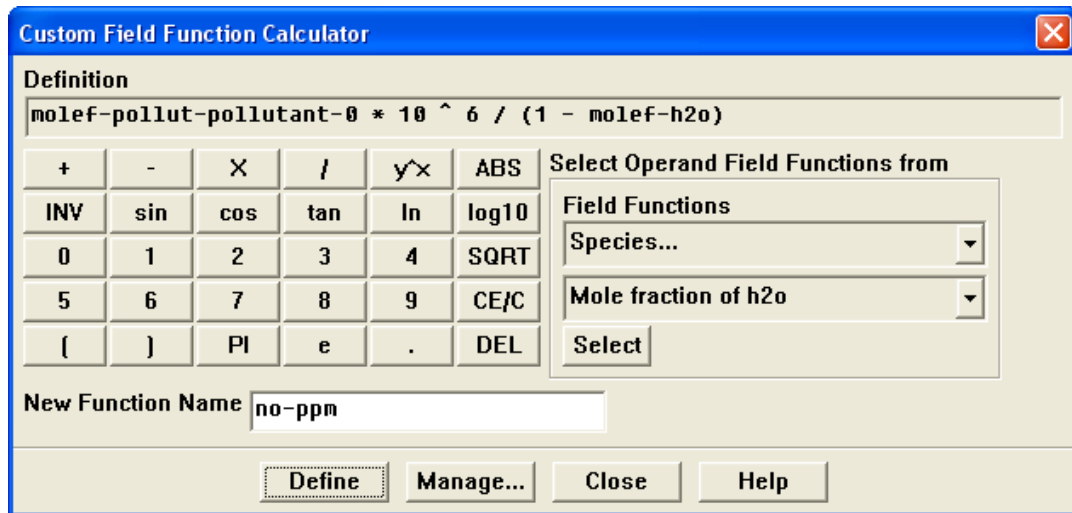 Custom Field Function Calculator
Definition
molef-pollut-pollutant-0 * 10 ^ 6 / (1 - molef-h2o)
+ - X / y^x ABS
INV sin cos tan ln log10
0 1 2 3 4 SQRT
5 6 7 8 9 CE/C
( ) PI e . DEL
Select Operand Field Functions from
Field Functions
Species...
Mole fraction of h2o
Select
New Function Name no-ppm
Define Manage... Close Help